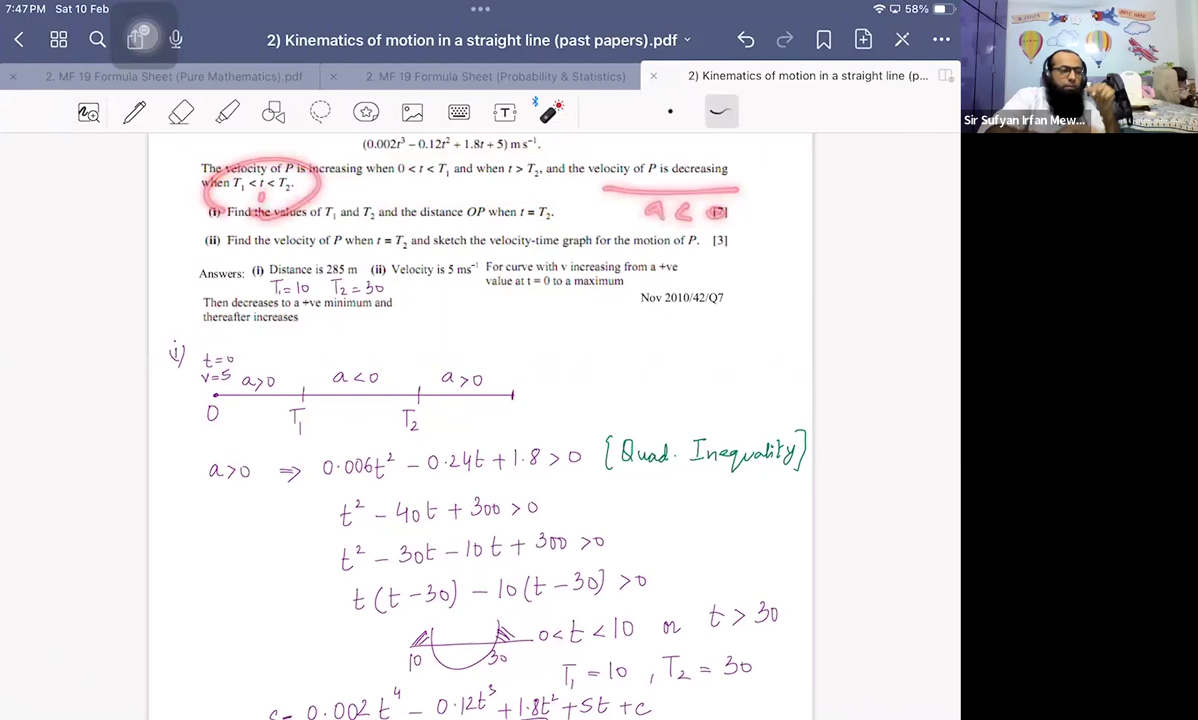 7:47 PM Sat 10 Feb
58%
2) Kinematics of motion in a straight line (past papers).pdf
2. MF 19 Formula Sheet (Pure Mathematics).pdf
2. MF 19 Formula Sheet (Probability & Statistics)
2) Kinematics of motion in a straight line (p...
Sir Sufyan Irfan Mew...
(0.002t³ − 0.12t² + 1.8t + 5) m s⁻¹.
The velocity of P is increasing when 0 < t < T₁ and when t > T₂, and the velocity of P is decreasing
when T₁ < t < T₂.
0
a < 0
(i) Find the values of T₁ and T₂ and the distance OP when t = T₂.
(ii) Find the velocity of P when t = T₂ and sketch the velocity-time graph for the motion of P. [3]
Answers: (i) Distance is 285 m (ii) Velocity is 5 ms⁻¹ For curve with v increasing from a +ve
value at t = 0 to a maximum
T₁=10 T₂=30
Then decreases to a +ve minimum and
thereafter increases
Nov 2010/42/Q7
i)
t=0
v=5 a>0 a<0 a>0
O T₁ T₂
a>0 ⇒ 0.006t² − 0.24t + 1.8 > 0 [Quad. Inequality]
t² − 40t + 300 > 0
t² − 30t − 10t + 300 > 0
t(t−30) − 10(t−30) > 0
10 30 0<t<10 or t > 30
T₁ = 10, T₂ = 30
s = 0.002t⁴ − 0.12t³ + 1.8t² + 5t + c